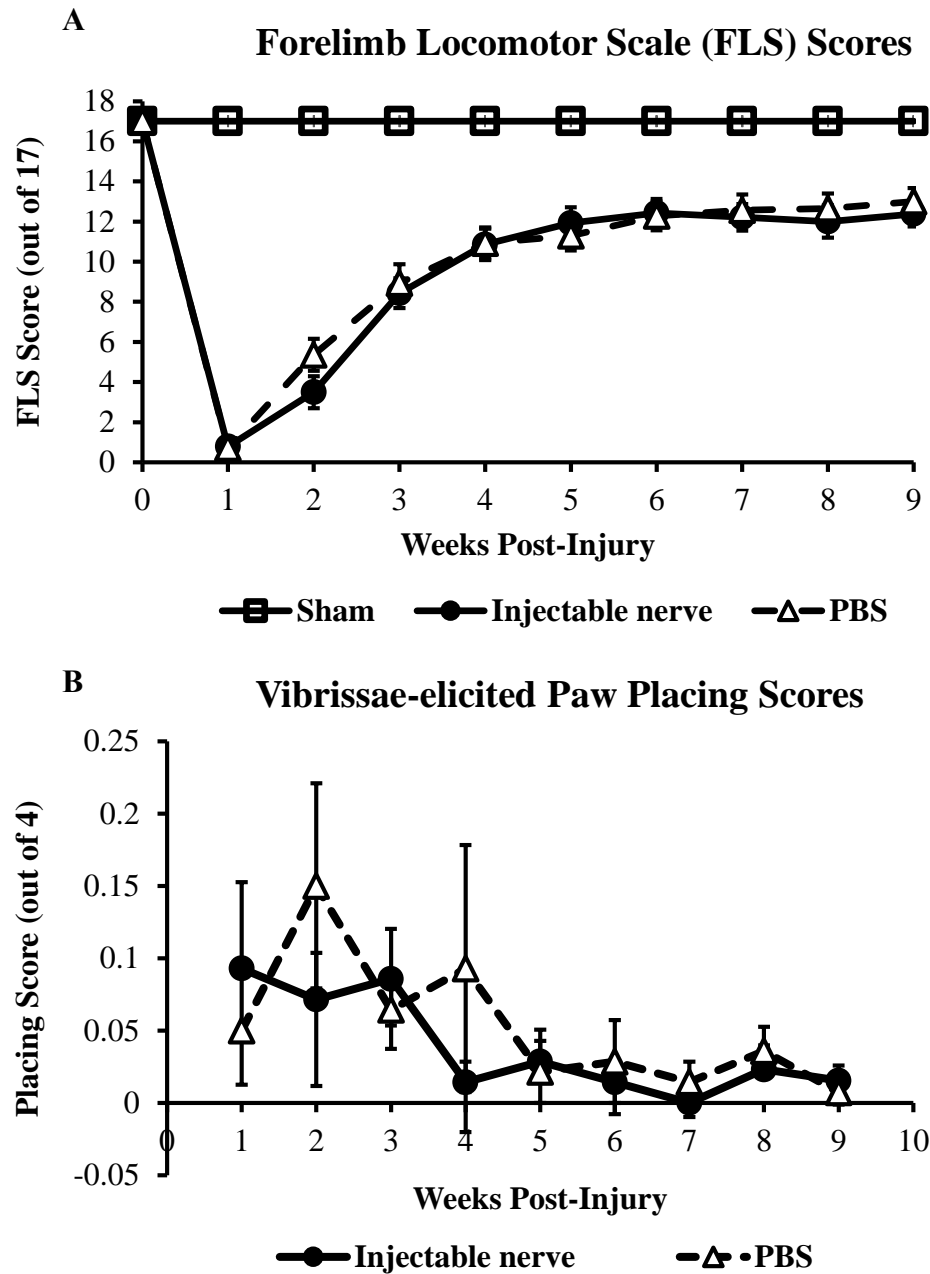 A
Forelimb Locomotor Scale (FLS) Scores
FLS Score (out of 17)
18
16
14
12
10
8
6
4
2
0
0 1 2 3 4 5 6 7 8 9
Weeks Post-Injury
Sham Injectable nerve PBS
B
Vibrissae-elicited Paw Placing Scores
Placing Score (out of 4)
0.25
0.2
0.15
0.1
0.05
0
-0.05
0 1 2 3 4 5 6 7 8 9 10
Weeks Post-Injury
Injectable nerve PBS